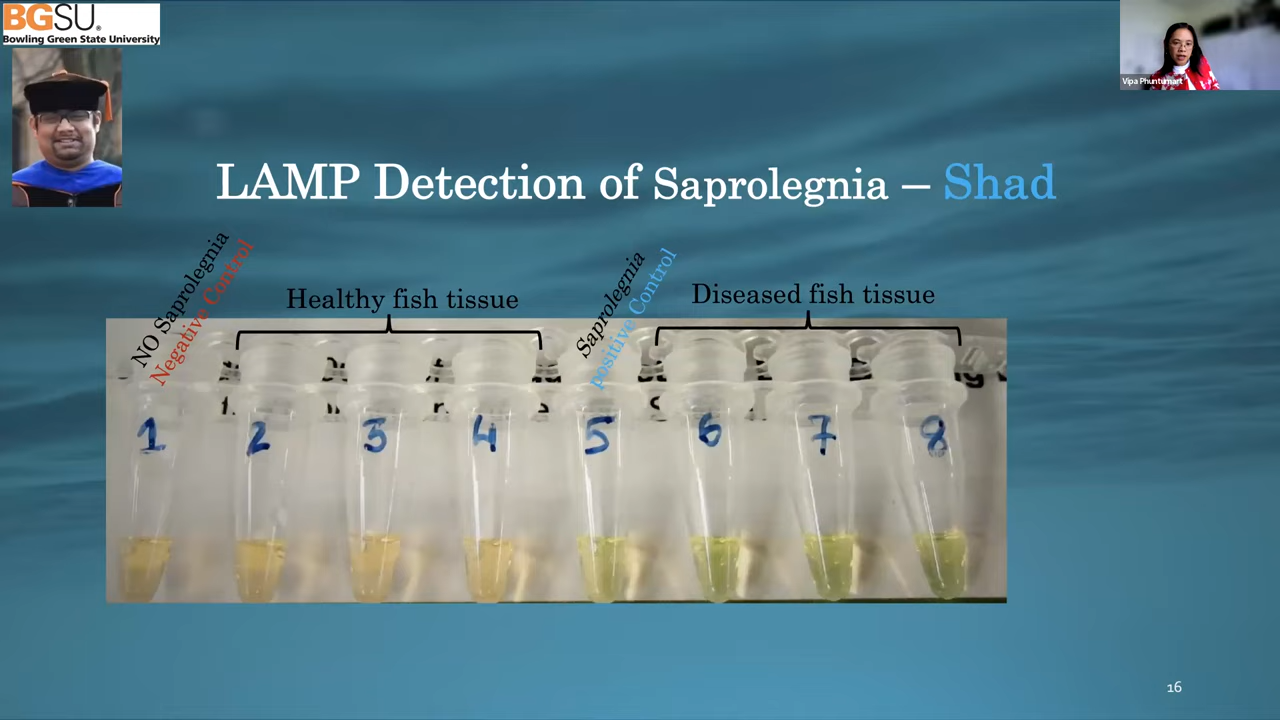 BGSU®
Bowling Green State University
Vipa Phuntumart
LAMP Detection of Saprolegnia – Shad
NO Saprolegnia
Negative Control
Healthy fish tissue
Saprolegnia
positive Control
Diseased fish tissue
1 2 3 4 5 6 7 8
16